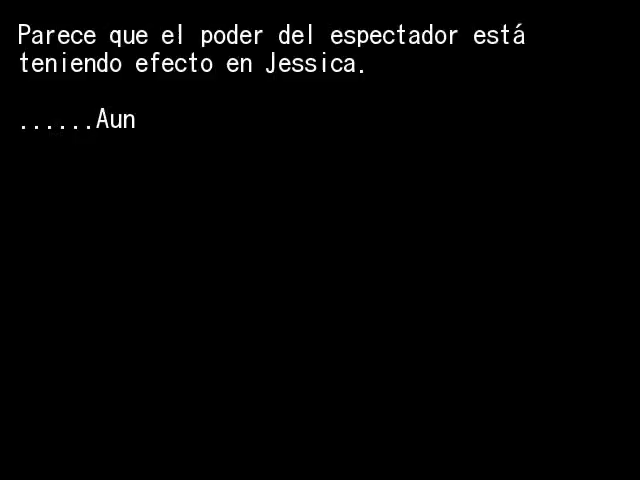 Parece que el poder del espectador está
teniendo efecto en Jessica.
......Aun